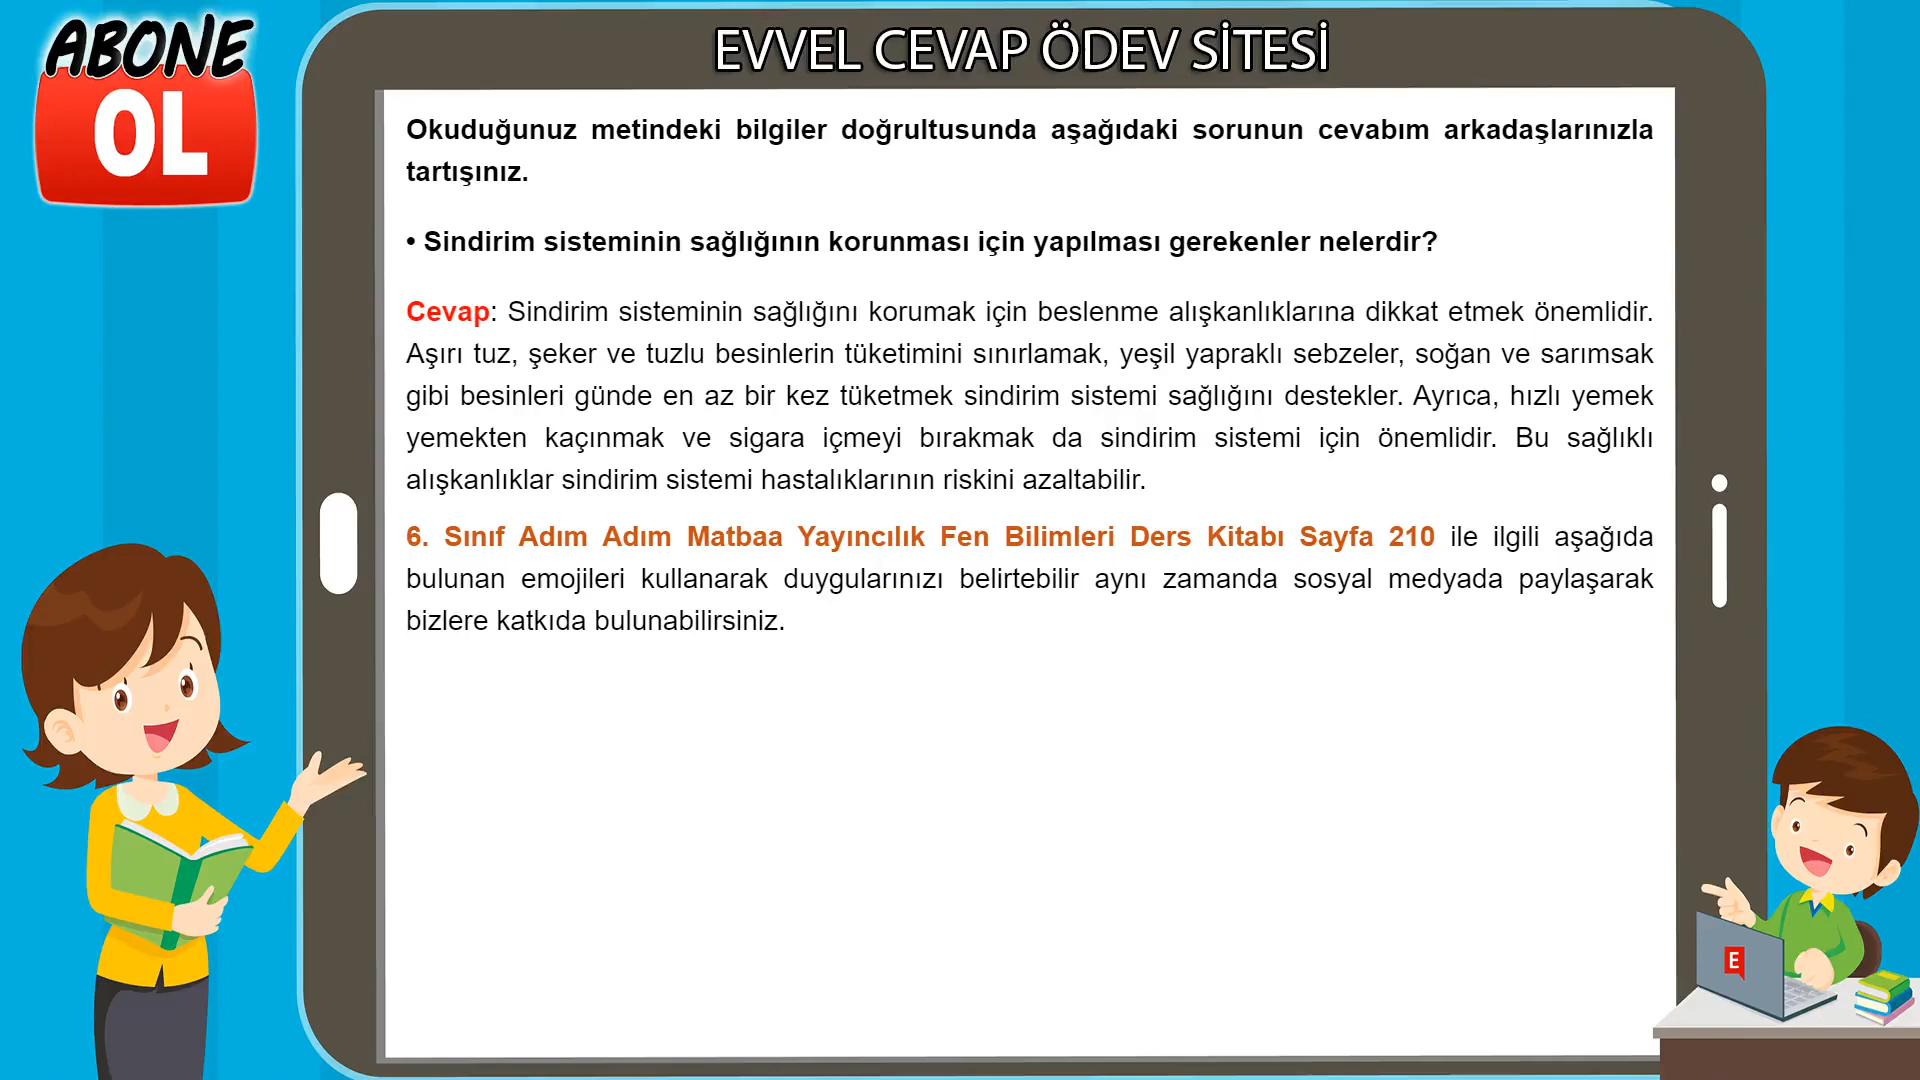 ABONE
OL
EVVEL CEVAP ÖDEV SİTESİ
Okuduğunuz metindeki bilgiler doğrultusunda aşağıdaki sorunun cevabım arkadaşlarınızla
tartışınız.
• Sindirim sisteminin sağlığının korunması için yapılması gerekenler nelerdir?
Cevap: Sindirim sisteminin sağlığını korumak için beslenme alışkanlıklarına dikkat etmek önemlidir.
Aşırı tuz, şeker ve tuzlu besinlerin tüketimini sınırlamak, yeşil yapraklı sebzeler, soğan ve sarımsak
gibi besinleri günde en az bir kez tüketmek sindirim sistemi sağlığını destekler. Ayrıca, hızlı yemek
yemekten kaçınmak ve sigara içmeyi bırakmak da sindirim sistemi için önemlidir. Bu sağlıklı
alışkanlıklar sindirim sistemi hastalıklarının riskini azaltabilir.
6. Sınıf Adım Adım Matbaa Yayıncılık Fen Bilimleri Ders Kitabı Sayfa 210 ile ilgili aşağıda
bulunan emojileri kullanarak duygularınızı belirtebilir aynı zamanda sosyal medyada paylaşarak
bizlere katkıda bulunabilirsiniz.
E